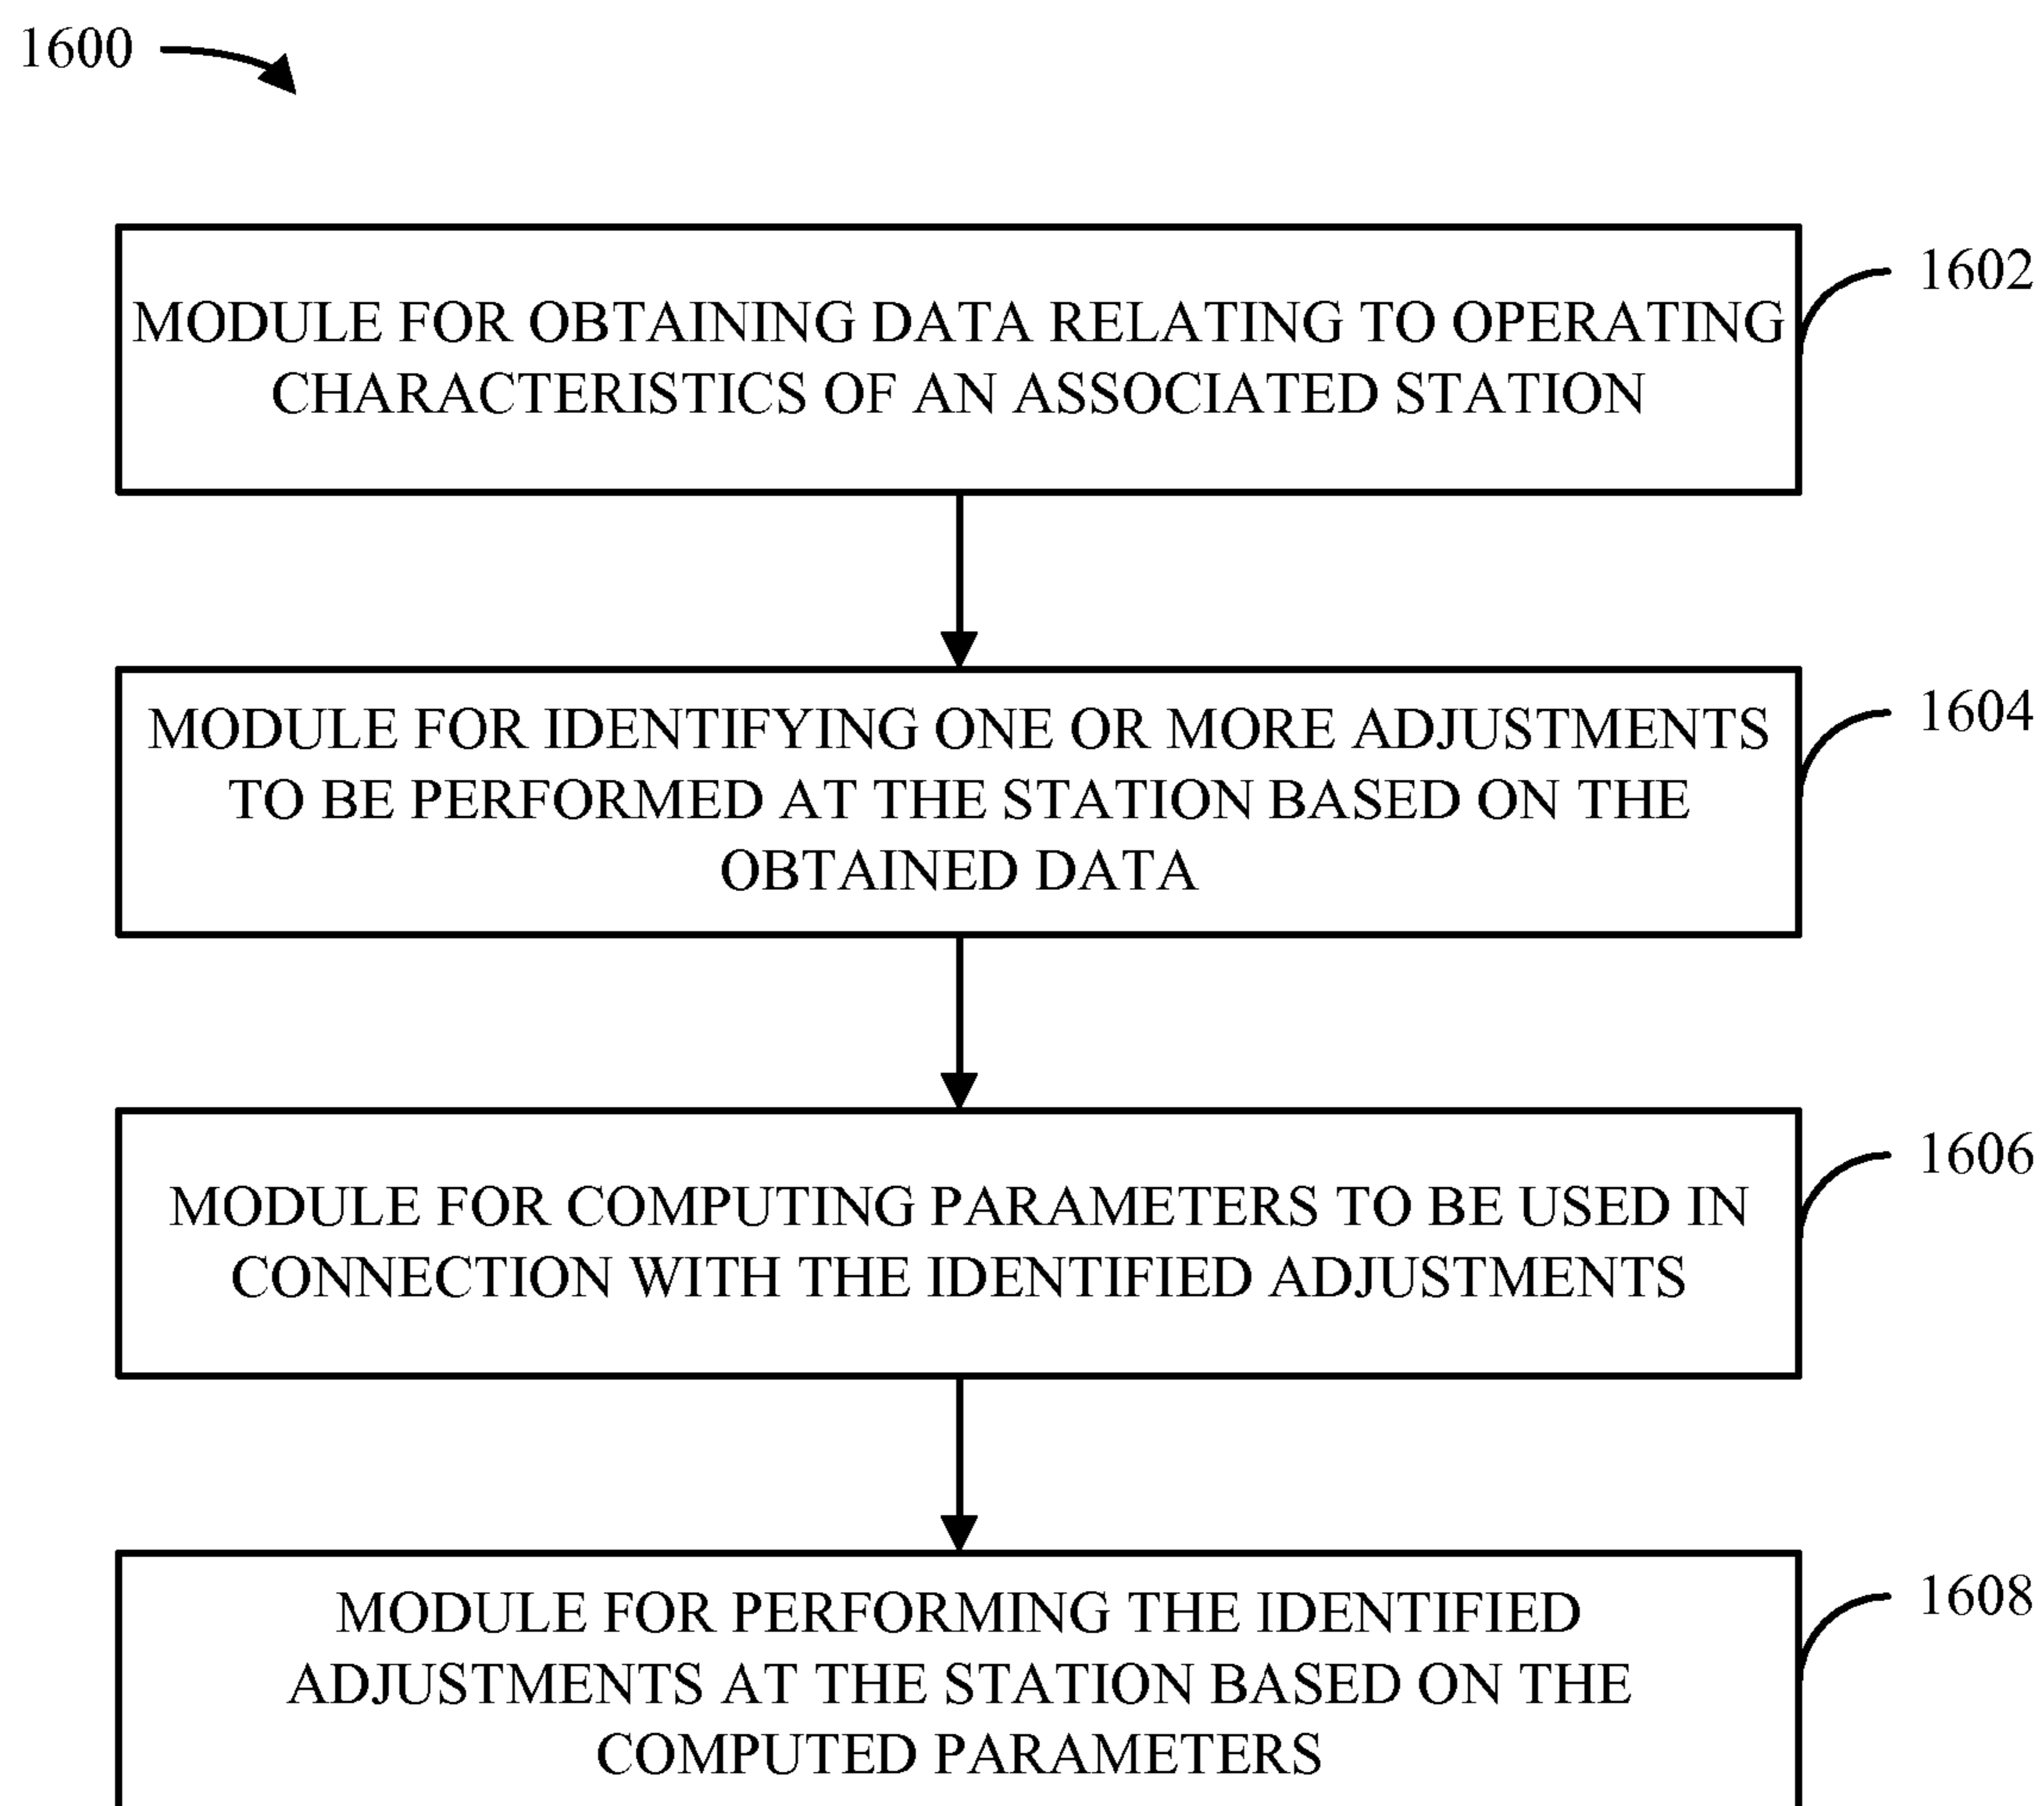 1600
MODULE FOR OBTAINING DATA RELATING TO OPERATING
CHARACTERISTICS OF AN ASSOCIATED STATION
1602
MODULE FOR IDENTIFYING ONE OR MORE ADJUSTMENTS
TO BE PERFORMED AT THE STATION BASED ON THE
OBTAINED DATA
1604
MODULE FOR COMPUTING PARAMETERS TO BE USED IN
CONNECTION WITH THE IDENTIFIED ADJUSTMENTS
1606
MODULE FOR PERFORMING THE IDENTIFIED
ADJUSTMENTS AT THE STATION BASED ON THE
COMPUTED PARAMETERS
1608